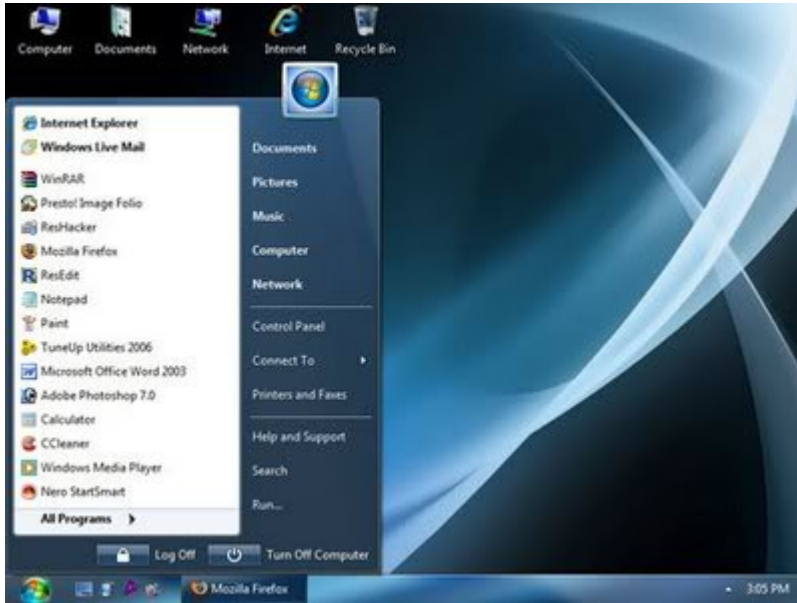 Computer
Documents
Network
Internet
Recycle Bin
Internet Explorer
Windows Live Mail
WinRAR
Presto! Image Folio
ResHacker
Mozilla Firefox
ResEdit
Notepad
Paint
TuneUp Utilities 2006
Microsoft Office Word 2003
Adobe Photoshop 7.0
Calculator
CCleaner
Windows Media Player
Nero StartSmart
All Programs
Documents
Pictures
Music
Computer
Network
Control Panel
Connect To
Printers and Faxes
Help and Support
Search
Run...
Log Off
Turn Off Computer
Mozilla Firefox
3:05 PM